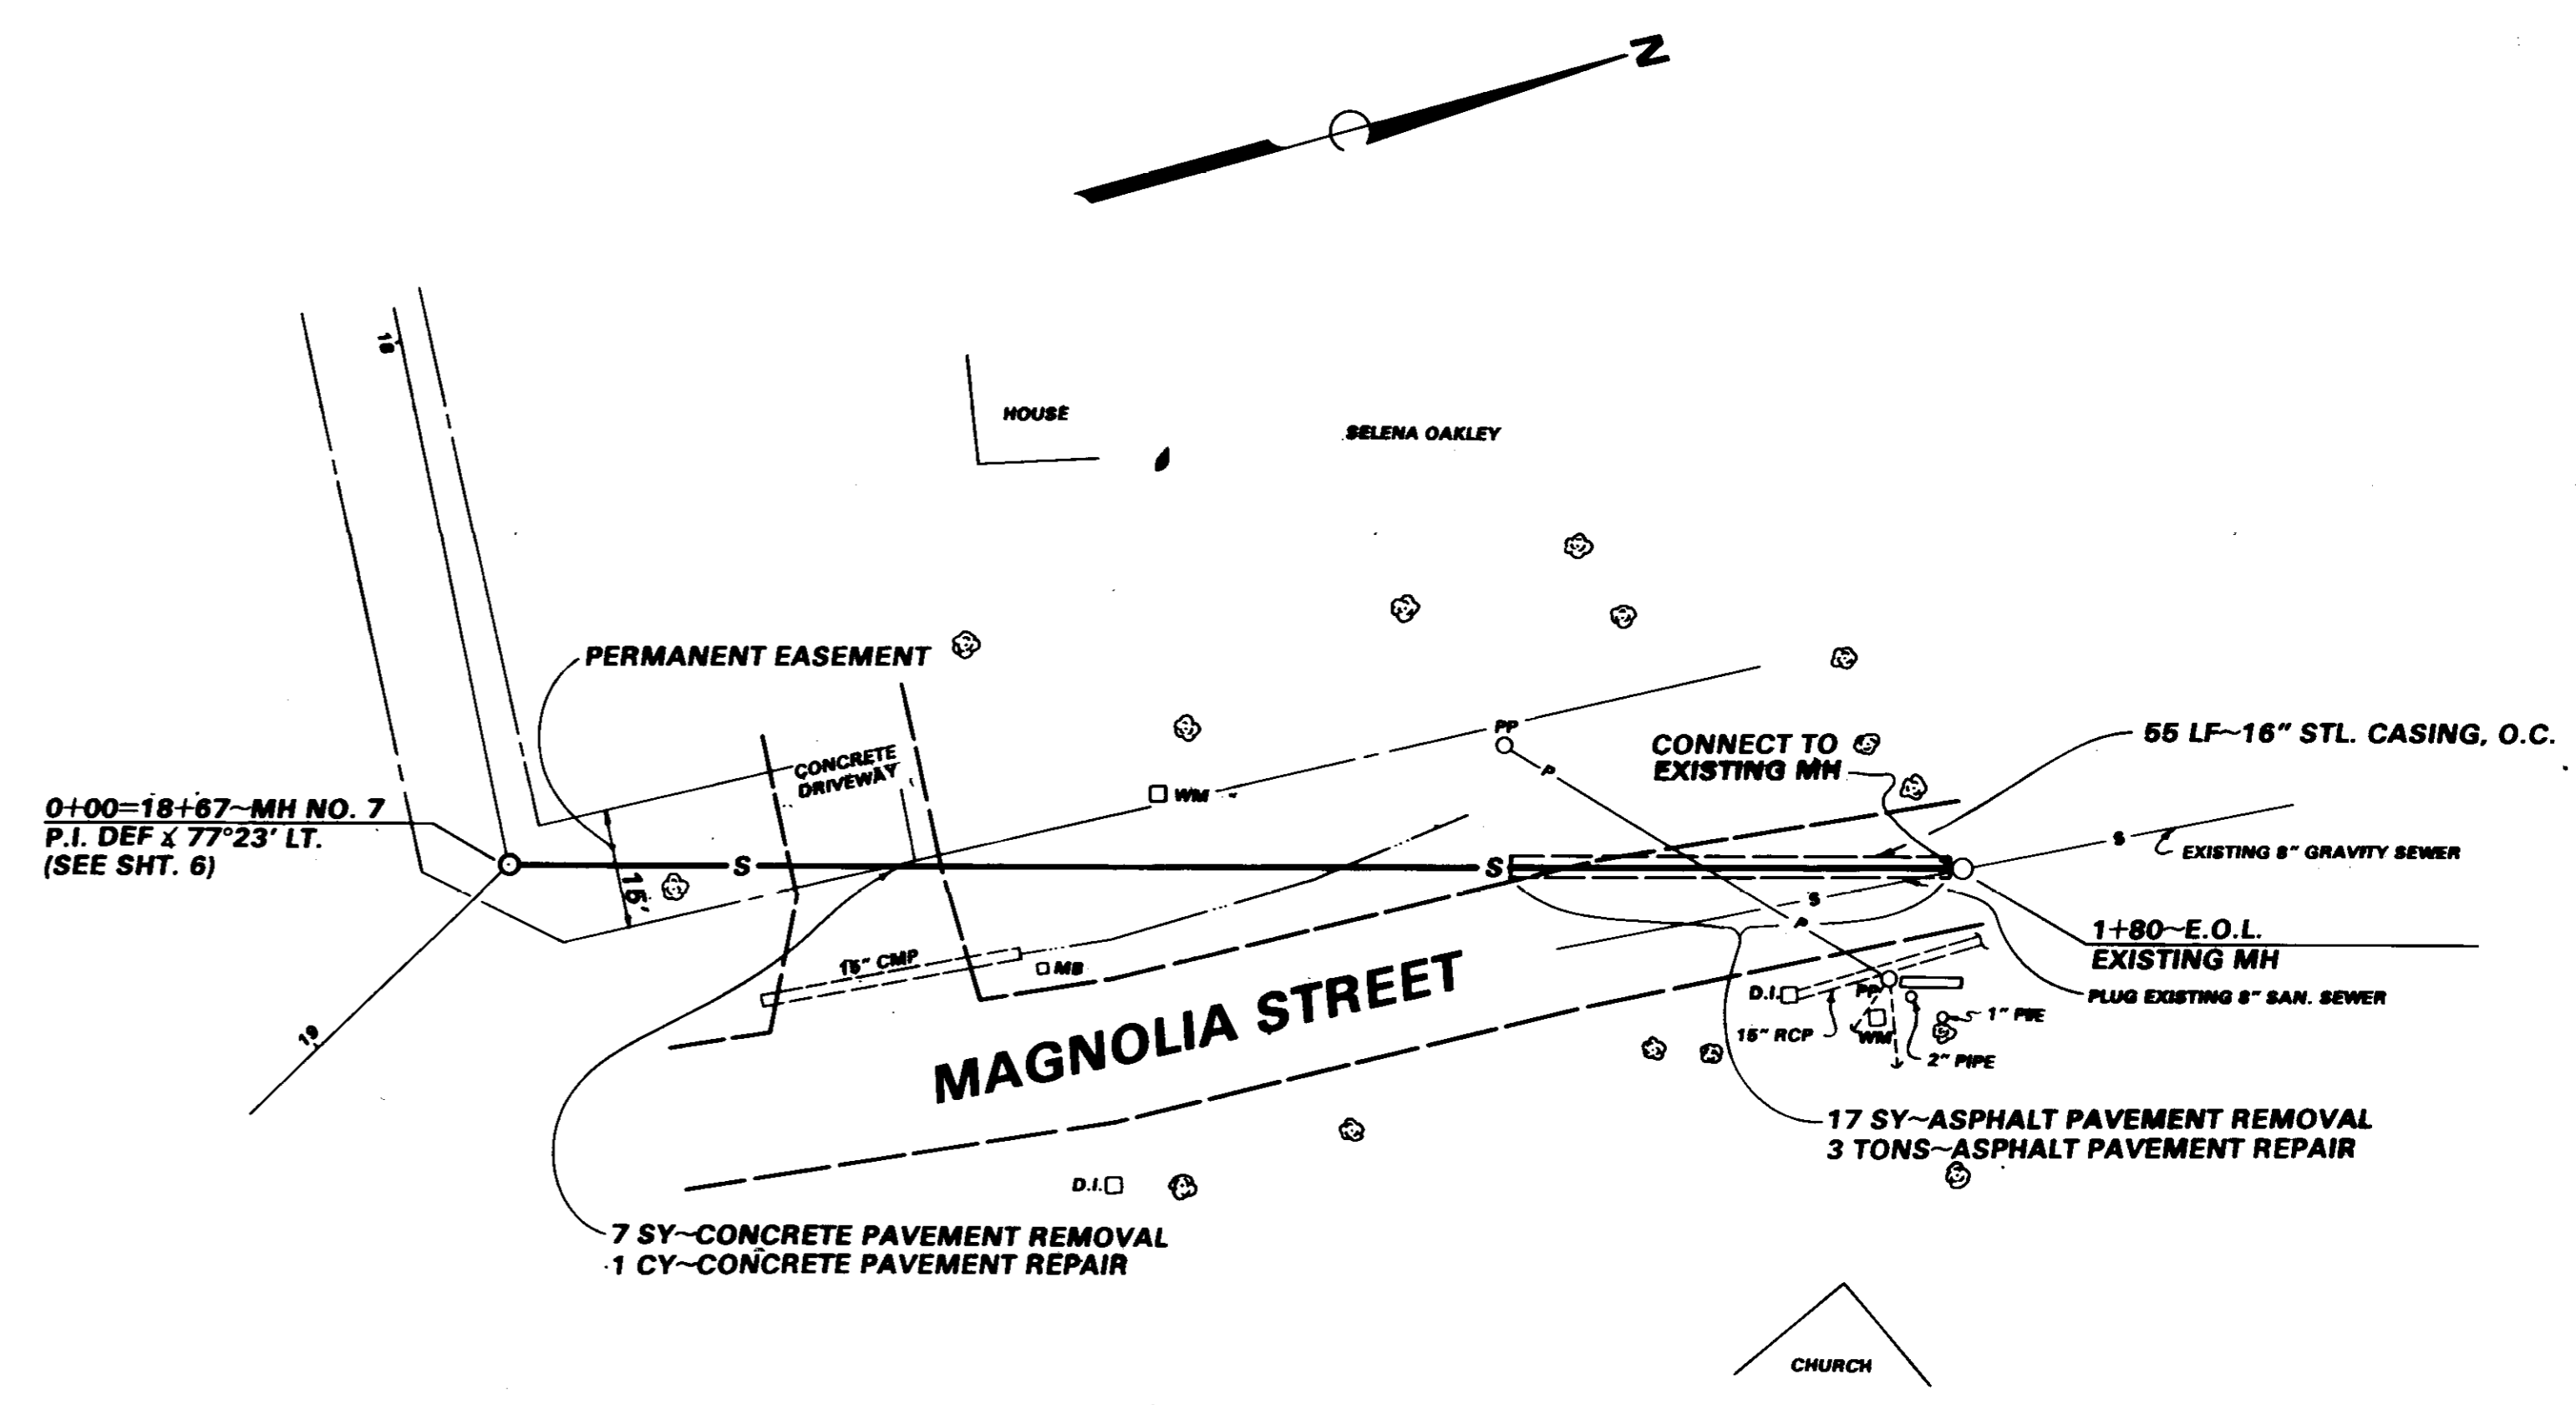 N
18
HOUSE
SELENA OAKLEY
PERMANENT EASEMENT
CONCRETE
DRIVEWAY
WM
PP
P
CONNECT TO
EXISTING MH
55 LF~16" STL. CASING, O.C.
0+00=18+67~MH NO. 7
P.I. DEF ∡ 77°23' LT.
(SEE SHT. 6)
S
S
S
EXISTING 8" GRAVITY SEWER
15'
S
P
1+80~E.O.L.
EXISTING MH
15" CMP
MB
MAGNOLIA STREET
D.I.
PP
PLUG EXISTING 8" SAN. SEWER
15" RCP
WM
1" PIPE
2" PIPE
19
17 SY~ASPHALT PAVEMENT REMOVAL
3 TONS~ASPHALT PAVEMENT REPAIR
D.I.
7 SY~CONCRETE PAVEMENT REMOVAL
1 CY~CONCRETE PAVEMENT REPAIR
CHURCH